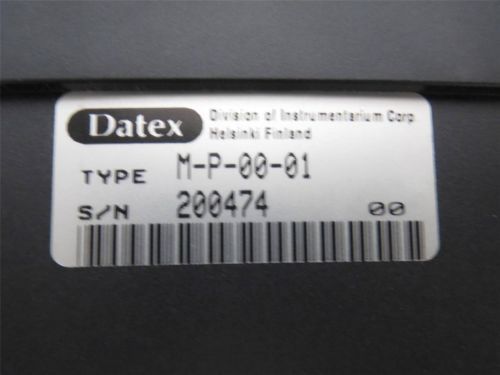 Datex Division of Instrumentarium Corp
Helsinki Finland
TYPE M-P-00-01
S/N 200474 00